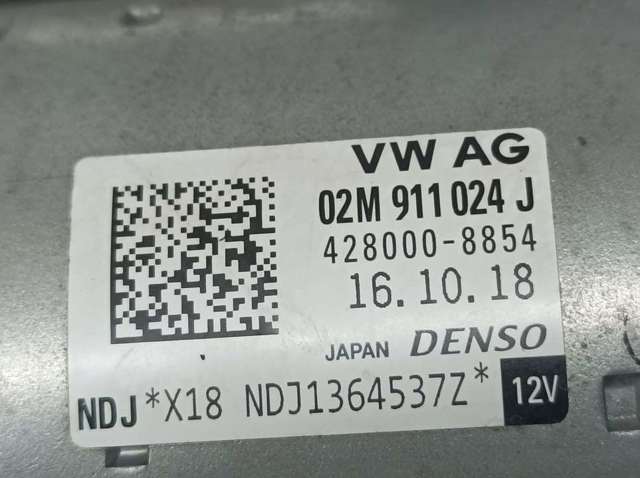 VW AG
02M 911 024 J
428000-8854
16.10.18
JAPAN DENSO
NDJ *X18 NDJ1364537Z* 12V